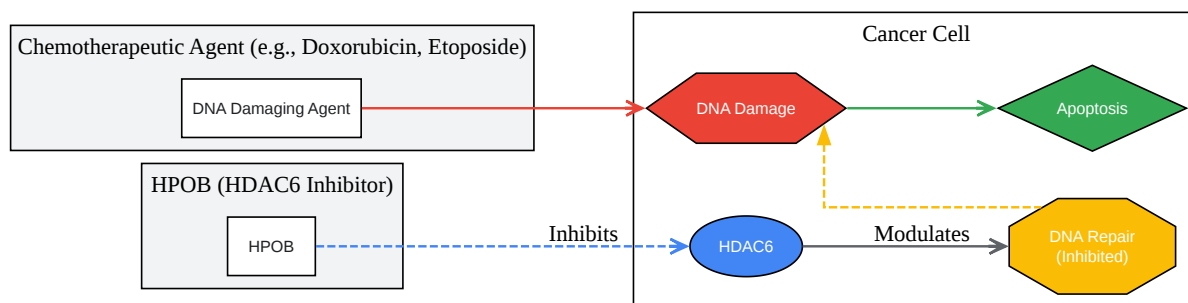 Chemotherapeutic Agent (e.g., Doxorubicin, Etoposide)
DNA Damaging Agent
HPOB (HDAC6 Inhibitor)
HPOB
Inhibits
Cancer Cell
DNA Damage
Apoptosis
HDAC6
Modulates
DNA Repair
(Inhibited)